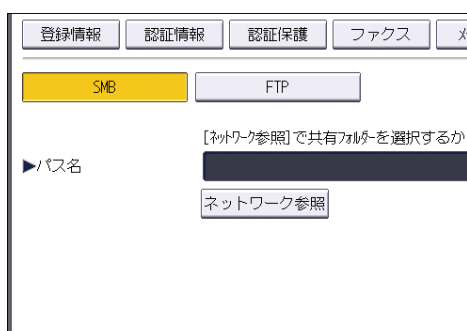 登録情報 認証情報 認証保護 ファクス
SMB FTP
[ネットワーク参照]で共有フォルダーを選択するか
▶パス名
ネットワーク参照